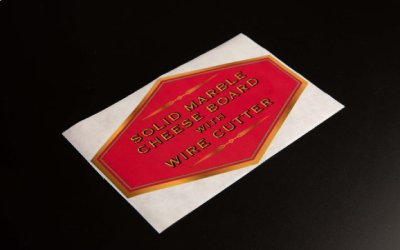 SOLID MARBLE
CHEESE BOARD
WITH
WIRE CUTTER